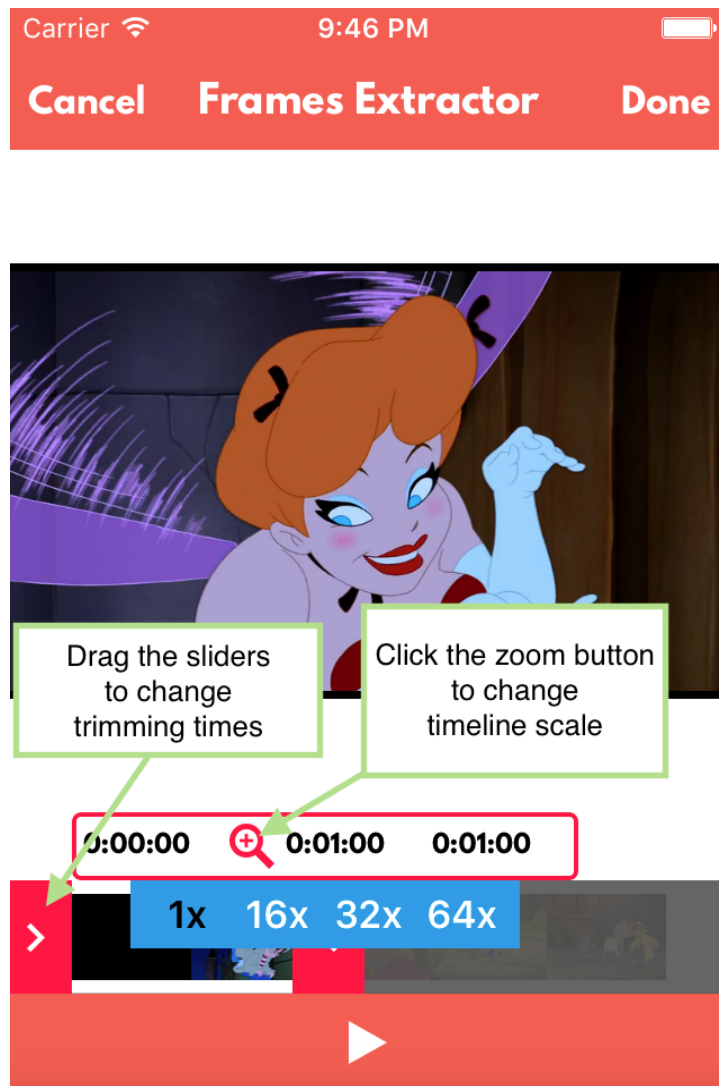 Carrier 9:46 PM
Cancel Frames Extractor Done
Drag the sliders
to change
trimming times
Click the zoom button
to change
timeline scale
0:00:00 0:01:00 0:01:00
1x 16x 32x 64x